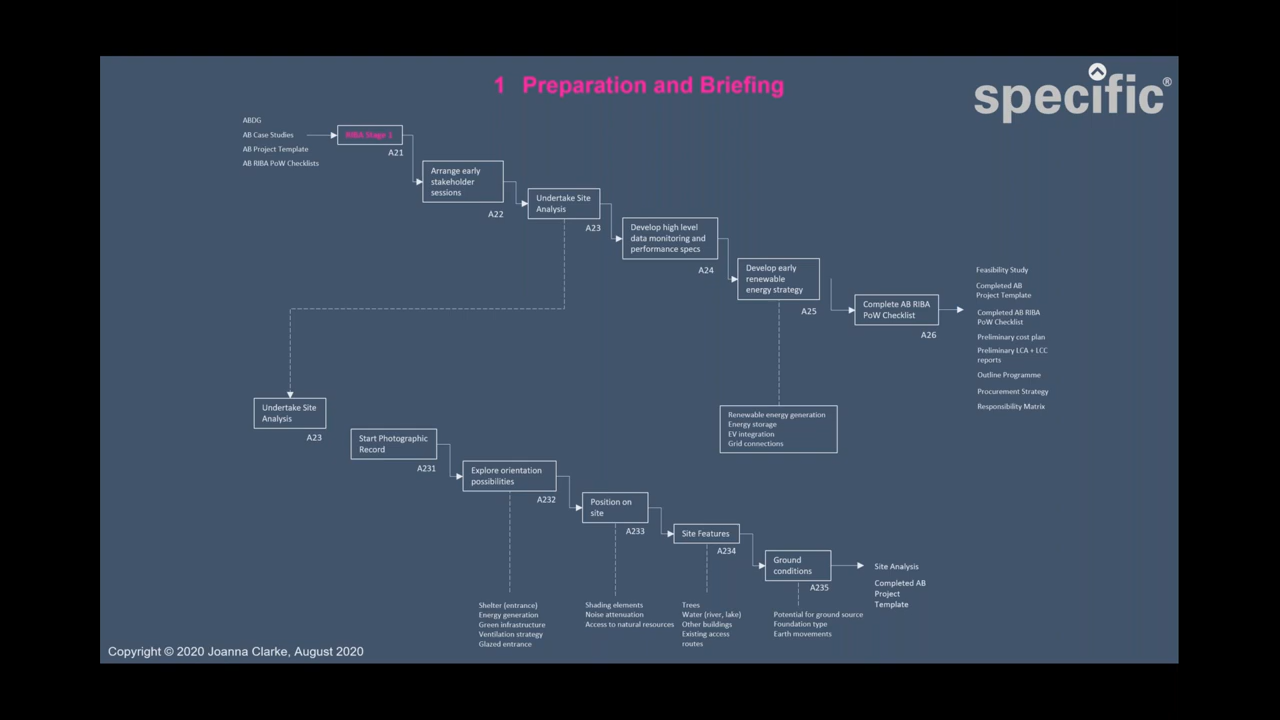 1 Preparation and Briefing
specific®
ABDG
AB Case Studies
AB Project Template
AB RIBA PoW Checklists
RIBA Stage 1
A21
Arrange early
stakeholder
sessions
A22
Undertake Site
Analysis
A23
Develop high level
data monitoring and
performance specs
A24
Develop early
renewable
energy strategy
A25
Complete AB RIBA
PoW Checklist
A26
Feasibility Study
Completed AB
Project Template
Completed AB RIBA
PoW Checklist
Preliminary cost plan
Preliminary LCA + LCC
reports
Outline Programme
Procurement Strategy
Responsibility Matrix
Renewable energy generation
Energy storage
EV integration
Grid connections
Undertake Site
Analysis
A23
Start Photographic
Record
A231
Explore orientation
possibilities
A232
Position on
site
A233
Site Features
A234
Ground
conditions
A235
Site Analysis
Completed AB
Project
Template
Shelter (entrance)
Energy generation
Green infrastructure
Ventilation strategy
Glazed entrance
Shading elements
Noise attenuation
Access to natural resources
Trees
Water (river, lake)
Other buildings
Existing access
routes
Potential for ground source
Foundation type
Earth movements
Copyright © 2020 Joanna Clarke, August 2020